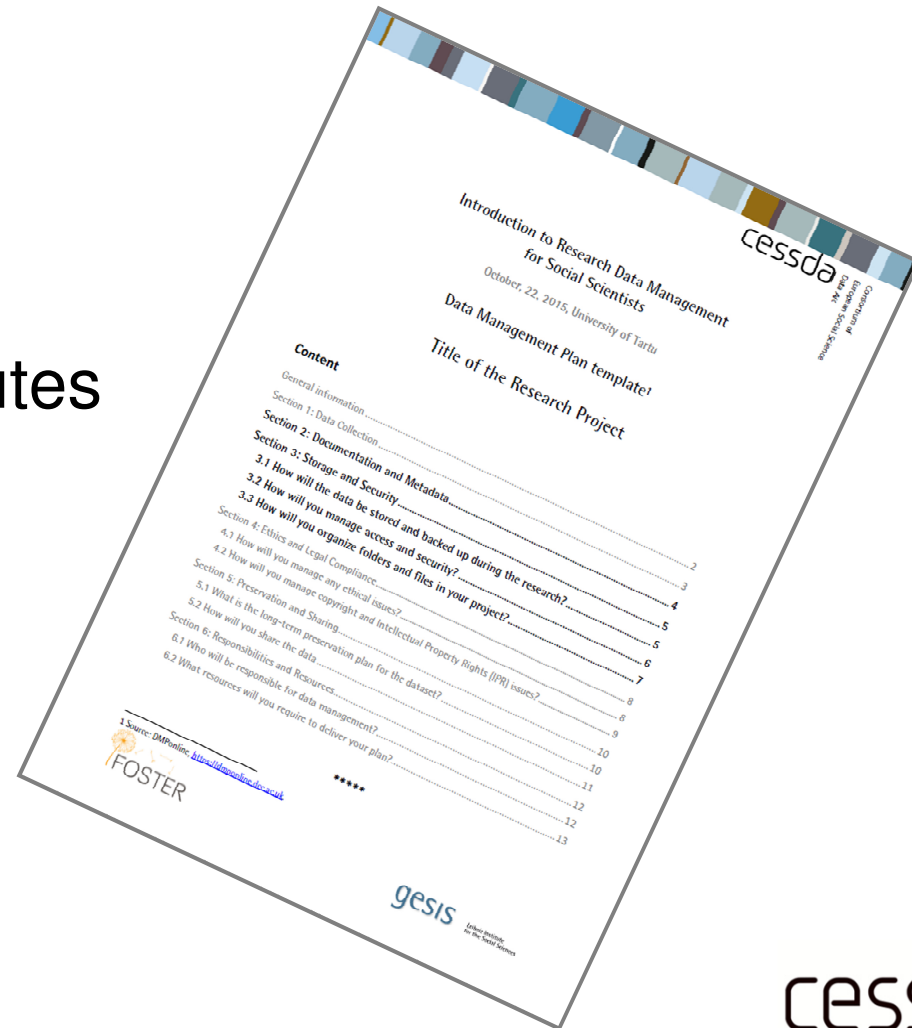 utes
cessda
Consortium of
European Social Science
Data Arc
Introduction to Research Data Management
for Social Scientists
October, 22, 2015, University of Tartu
Data Management Plan template¹
Title of the Research Project
Content
General information 2
Section 1: Data Collection 3
Section 2: Documentation and Metadata 4
Section 3: Storage and Security 5
3.1 How will the data be stored and backed up during the research? 5
3.2 How will you manage access and security? 6
3.3 How will you organize folders and files in your project? 7
Section 4: Ethics and Legal Compliance 8
4.1 How will you manage any ethical issues? 8
4.2 How will you manage copyright and Intellectual Property Rights (IPR) issues? 9
Section 5: Preservation and Sharing 10
5.1 What is the long-term preservation plan for the dataset? 10
5.2 How will you share the data 11
Section 6: Responsibilities and Resources 12
6.1 Who will be responsible for data management? 12
6.2 What resources will you require to deliver your plan? 13
*****
1 Source: DMPonline, https://dmponline.dcc.ac.uk
FOSTER
gesis
Leibniz Institute
for the Social Sciences
cess